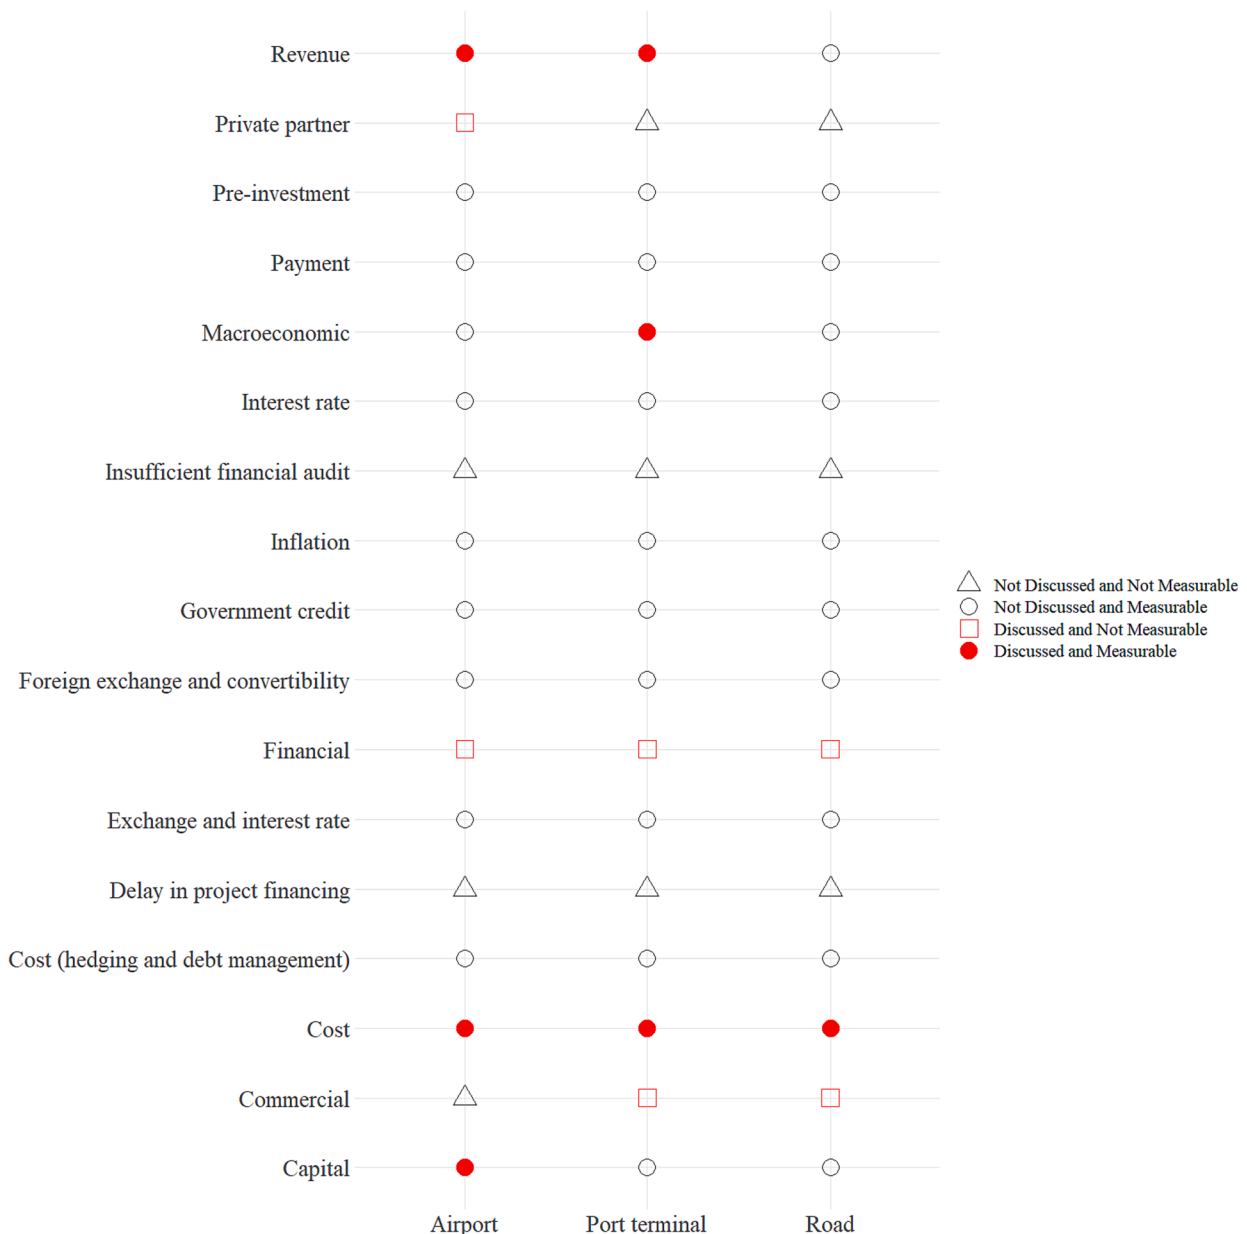 Revenue
Private partner
Pre-investment
Payment
Macroeconomic
Interest rate
Insufficient financial audit
Inflation
Government credit
Foreign exchange and convertibility
Financial
Exchange and interest rate
Delay in project financing
Cost (hedging and debt management)
Cost
Commercial
Capital
Airport Port terminal Road
Not Discussed and Not Measurable
Not Discussed and Measurable
Discussed and Not Measurable
Discussed and Measurable